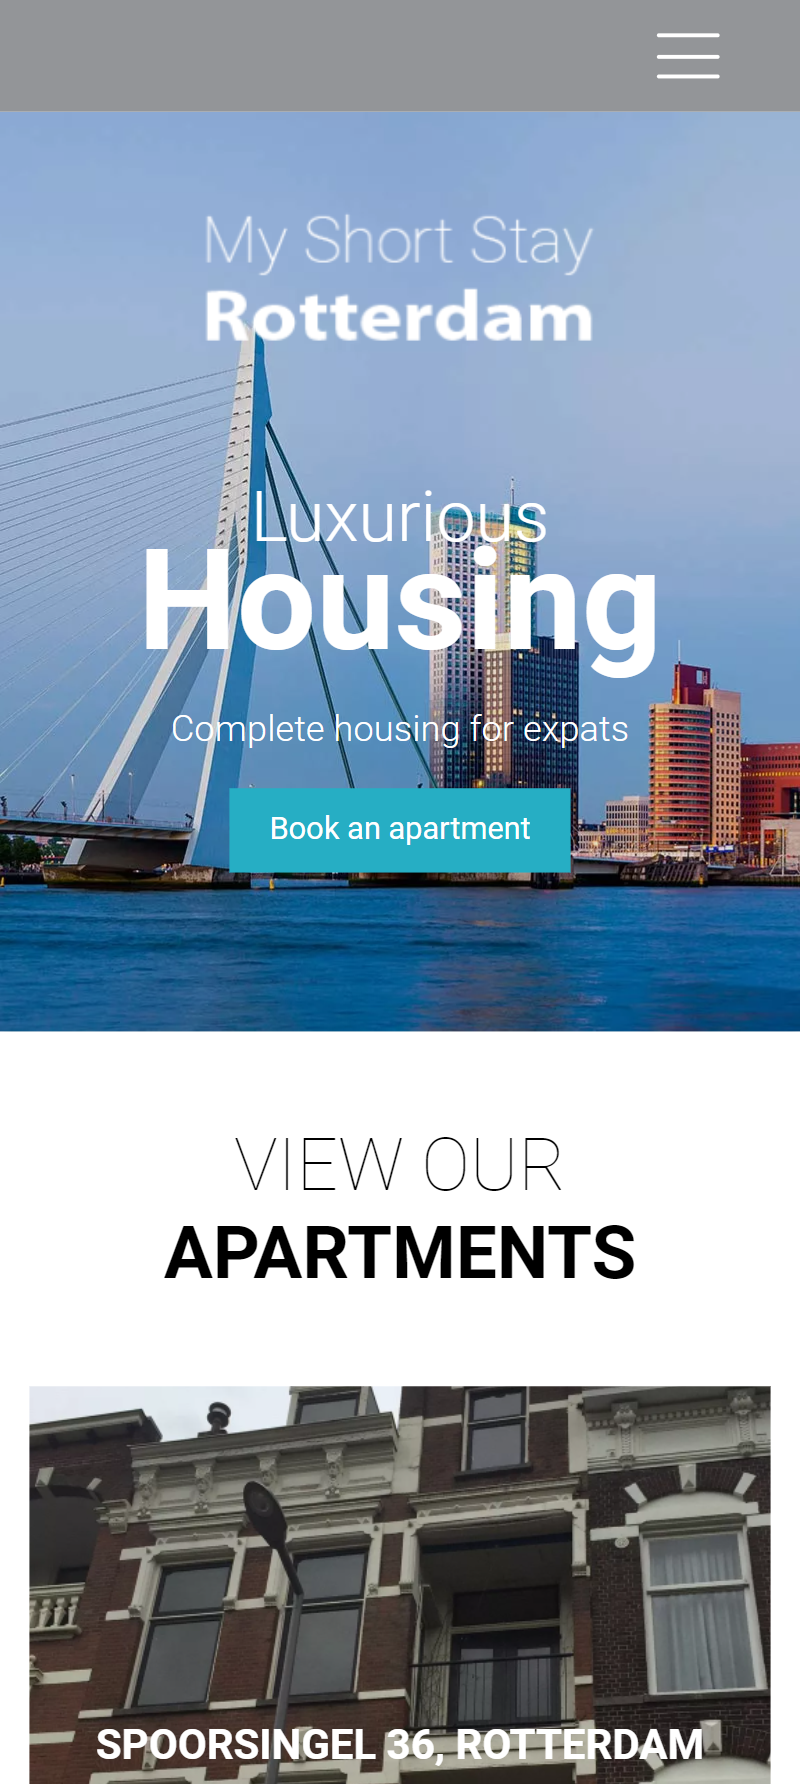 My Short Stay
Rotterdam
Luxurious
Housing
Complete housing for expats
Book an apartment
VIEW OUR
APARTMENTS
SPOORSINGEL 36, ROTTERDAM